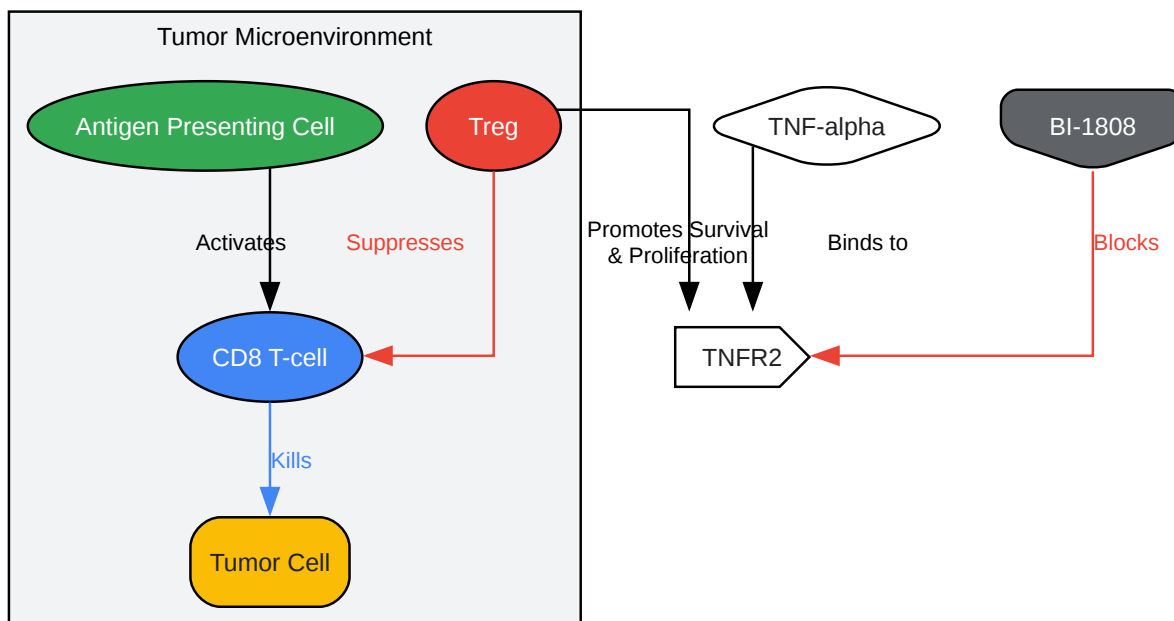 Tumor Microenvironment
Antigen Presenting Cell
Treg
TNF-alpha
BI-1808
Activates
Suppresses
Promotes Survival
& Proliferation
Binds to
Blocks
CD8 T-cell
TNFR2
Kills
Tumor Cell